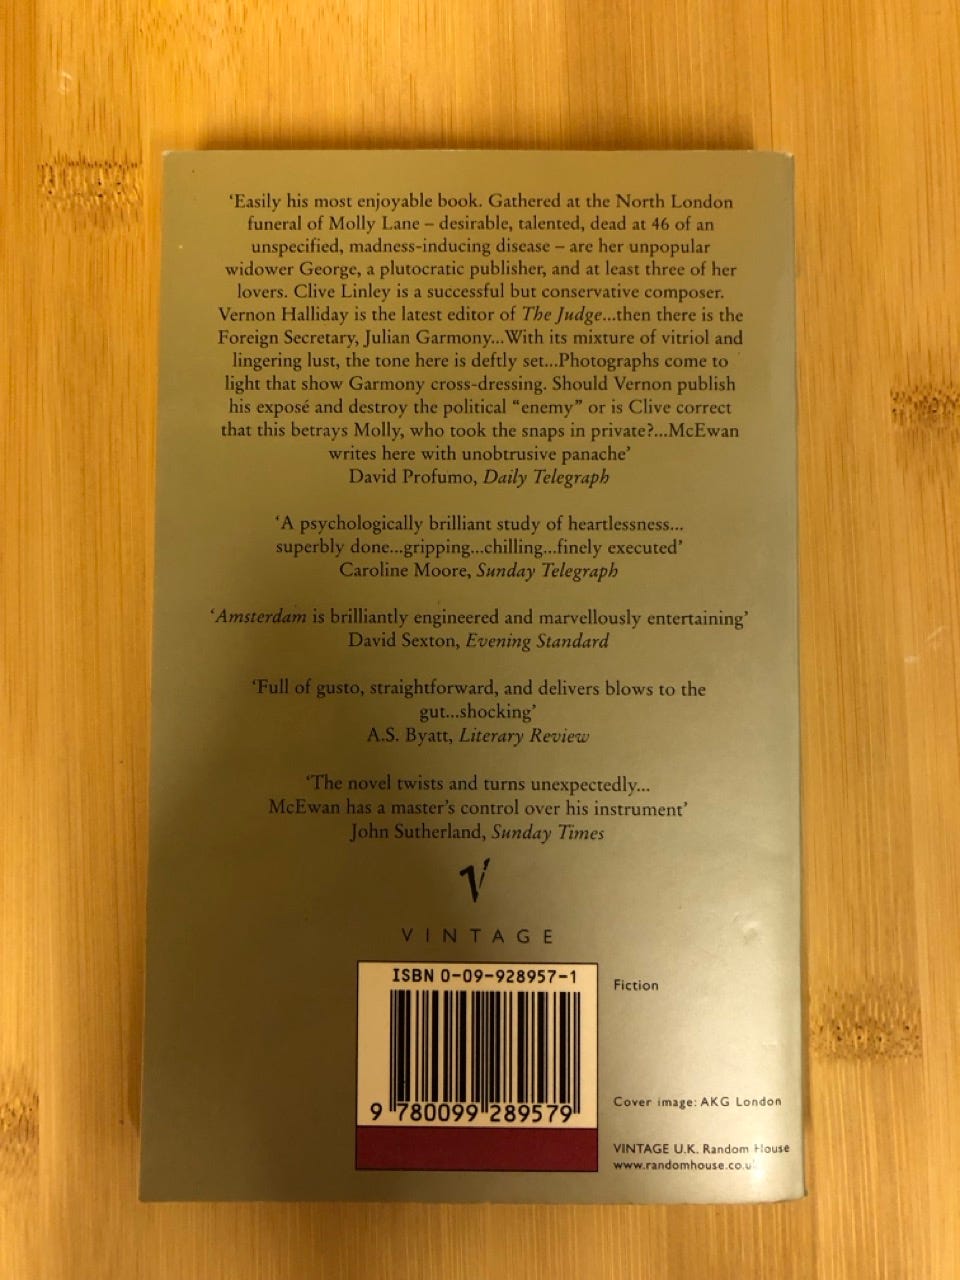 ‘Easily his most enjoyable book. Gathered at the North London
funeral of Molly Lane – desirable, talented, dead at 46 of an
unspecified, madness-inducing disease – are her unpopular
widower George, a plutocratic publisher, and at least three of her
lovers. Clive Linley is a successful but conservative composer.
Vernon Halliday is the latest editor of The Judge...then there is the
Foreign Secretary, Julian Garmony...With its mixture of vitriol and
lingering lust, the tone here is deftly set...Photographs come to
light that show Garmony cross-dressing. Should Vernon publish
his exposé and destroy the political “enemy” or is Clive correct
that this betrays Molly, who took the snaps in private?...McEwan
writes here with unobtrusive panache’
David Profumo, Daily Telegraph
‘A psychologically brilliant study of heartlessness...
superbly done...gripping...chilling...finely executed’
Caroline Moore, Sunday Telegraph
‘Amsterdam is brilliantly engineered and marvellously entertaining’
David Sexton, Evening Standard
‘Full of gusto, straightforward, and delivers blows to the
gut...shocking’
A.S. Byatt, Literary Review
‘The novel twists and turns unexpectedly...
McEwan has a master’s control over his instrument’
John Sutherland, Sunday Times
V
VINTAGE
ISBN 0-09-928957-1
9 780099 289579
Fiction
Cover image: AKG London
VINTAGE U.K. Random House
www.randomhouse.co.uk